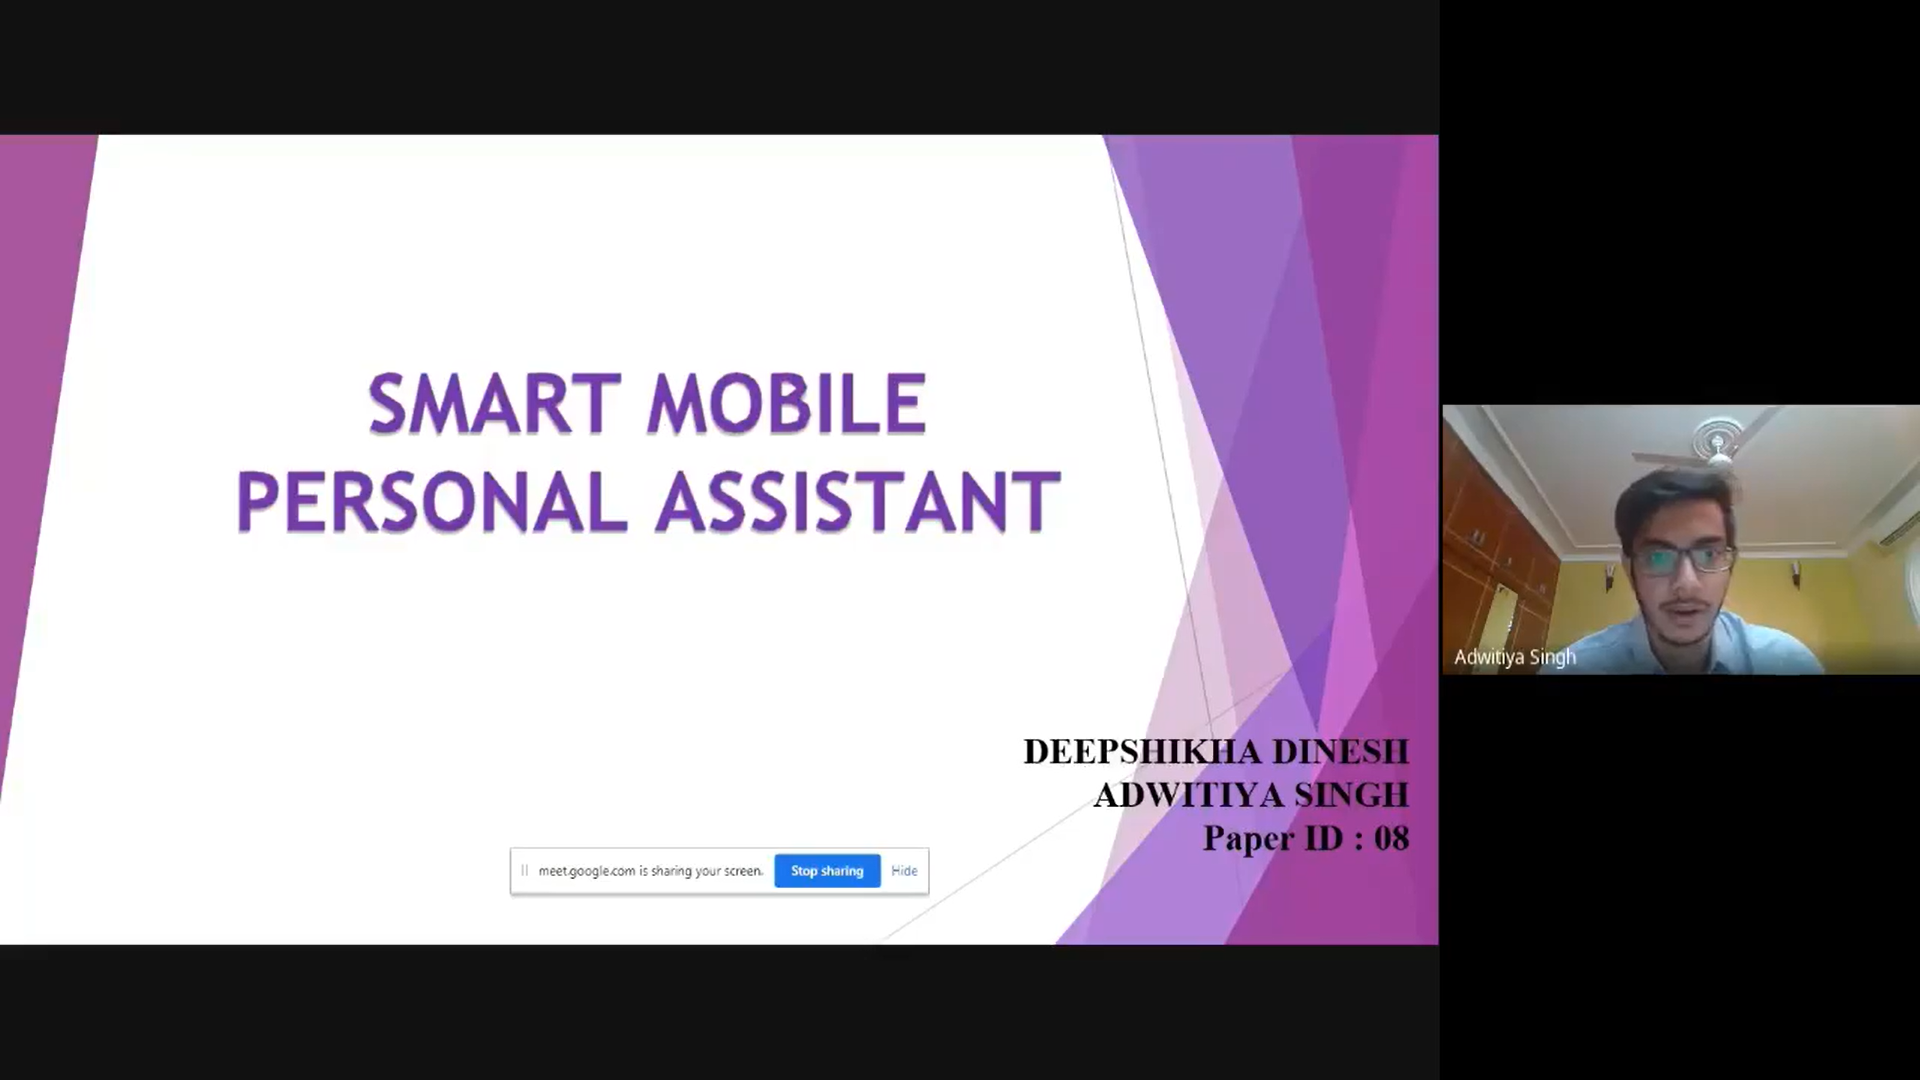 SMART MOBILE
PERSONAL ASSISTANT
DEEPSHIKHA DINESH
ADWITIYA SINGH
Paper ID : 08
meet.google.com is sharing your screen.
Stop sharing
Hide
Adwitiya Singh